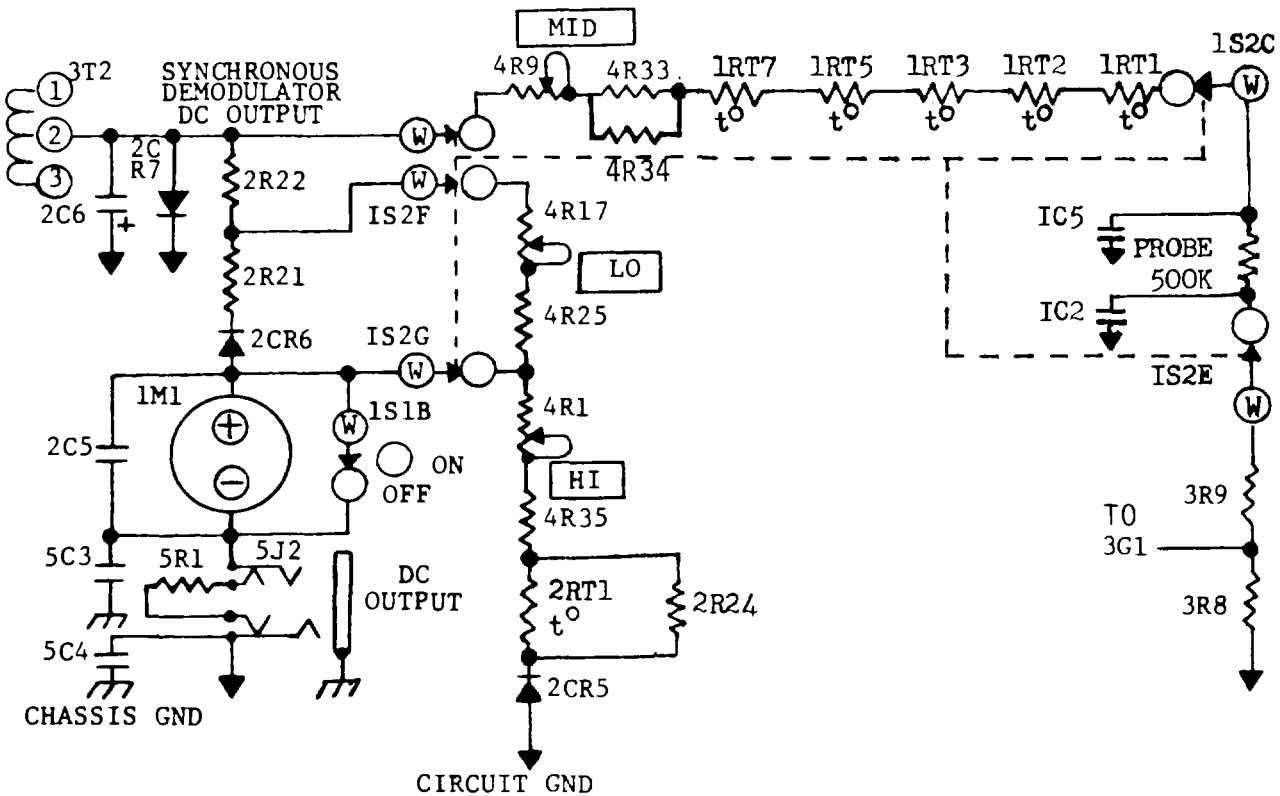 MID
1S2C
3T2
SYNCHRONOUS
DEMODULATOR
DC OUTPUT
4R9
4R33
1RT7
1RT5
1RT3
1RT2
1RT1
1
2
3
W
W
W
t° t° t° t° t°
2C
R7
2R22
4R34
2C6
+
IS2F
4R17
IC5
PROBE
500K
LO
2R21
4R25
IC2
2CR6
IS2G
W
IS2E
1M1
1S1B
4R1
W
W
2C5
+
−
ON
OFF
HI
4R35
3R9
TO
3G1
5C3
5R1
5J2
DC
OUTPUT
2RT1
t°
2R24
3R8
5C4
2CR5
CHASSIS GND
CIRCUIT GND